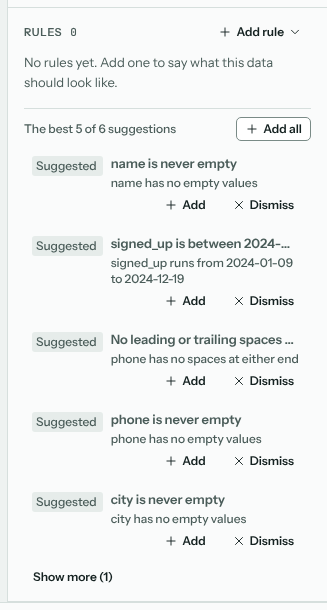 RULES 0
+ Add rule
No rules yet. Add one to say what this data
should look like.
The best 5 of 6 suggestions
+ Add all
Suggested
name is never empty
name has no empty values
+ Add
× Dismiss
Suggested
signed_up is between 2024-...
signed_up runs from 2024-01-09
to 2024-12-19
+ Add
× Dismiss
Suggested
No leading or trailing spaces ...
phone has no spaces at either end
+ Add
× Dismiss
Suggested
phone is never empty
phone has no empty values
+ Add
× Dismiss
Suggested
city is never empty
city has no empty values
+ Add
× Dismiss
Show more (1)